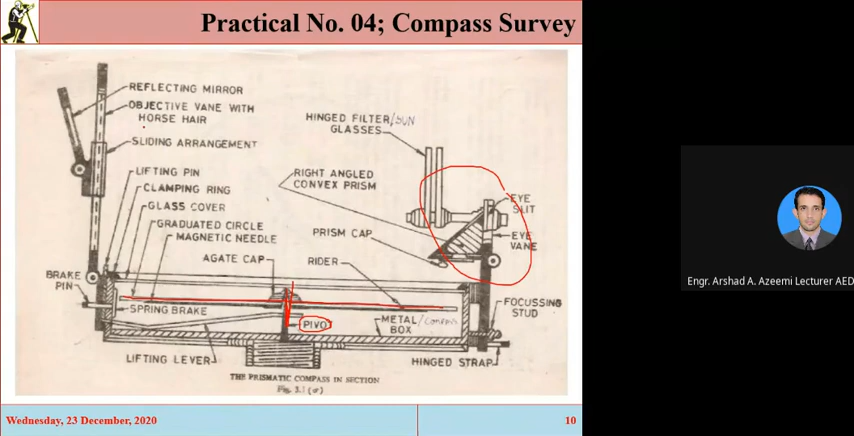 Practical No. 04; Compass Survey
REFLECTING MIRROR
OBJECTIVE VANE WITH
HORSE HAIR
SLIDING ARRANGEMENT
LIFTING PIN
CLAMPING RING
GLASS COVER
GRADUATED CIRCLE
MAGNETIC NEEDLE
AGATE CAP
BRAKE
PIN
SPRING BRAKE
LIFTING LEVER
HINGED FILTER/SUN
GLASSES
RIGHT ANGLED
CONVEX PRISM
PRISM CAP
RIDER
EYE
SLIT
EYE
VANE
PIVOT
METAL
BOX
FOCUSSING
STUD
HINGED STRAP
THE PRISMATIC COMPASS IN SECTION
Fig. 3.1 (a)
Wednesday, 23 December, 2020
10
Engr. Arshad A. Azeemi Lecturer AED